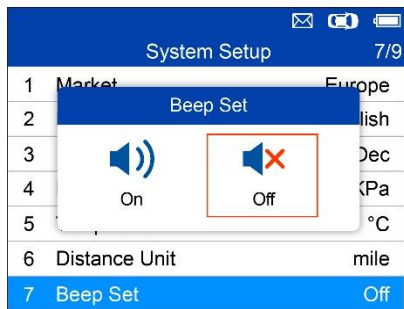 System Setup 7/9
1 Market Europe
Beep Set
2 lish
3 Dec
4 KPa
On Off
5 °C
6 Distance Unit mile
7 Beep Set Off